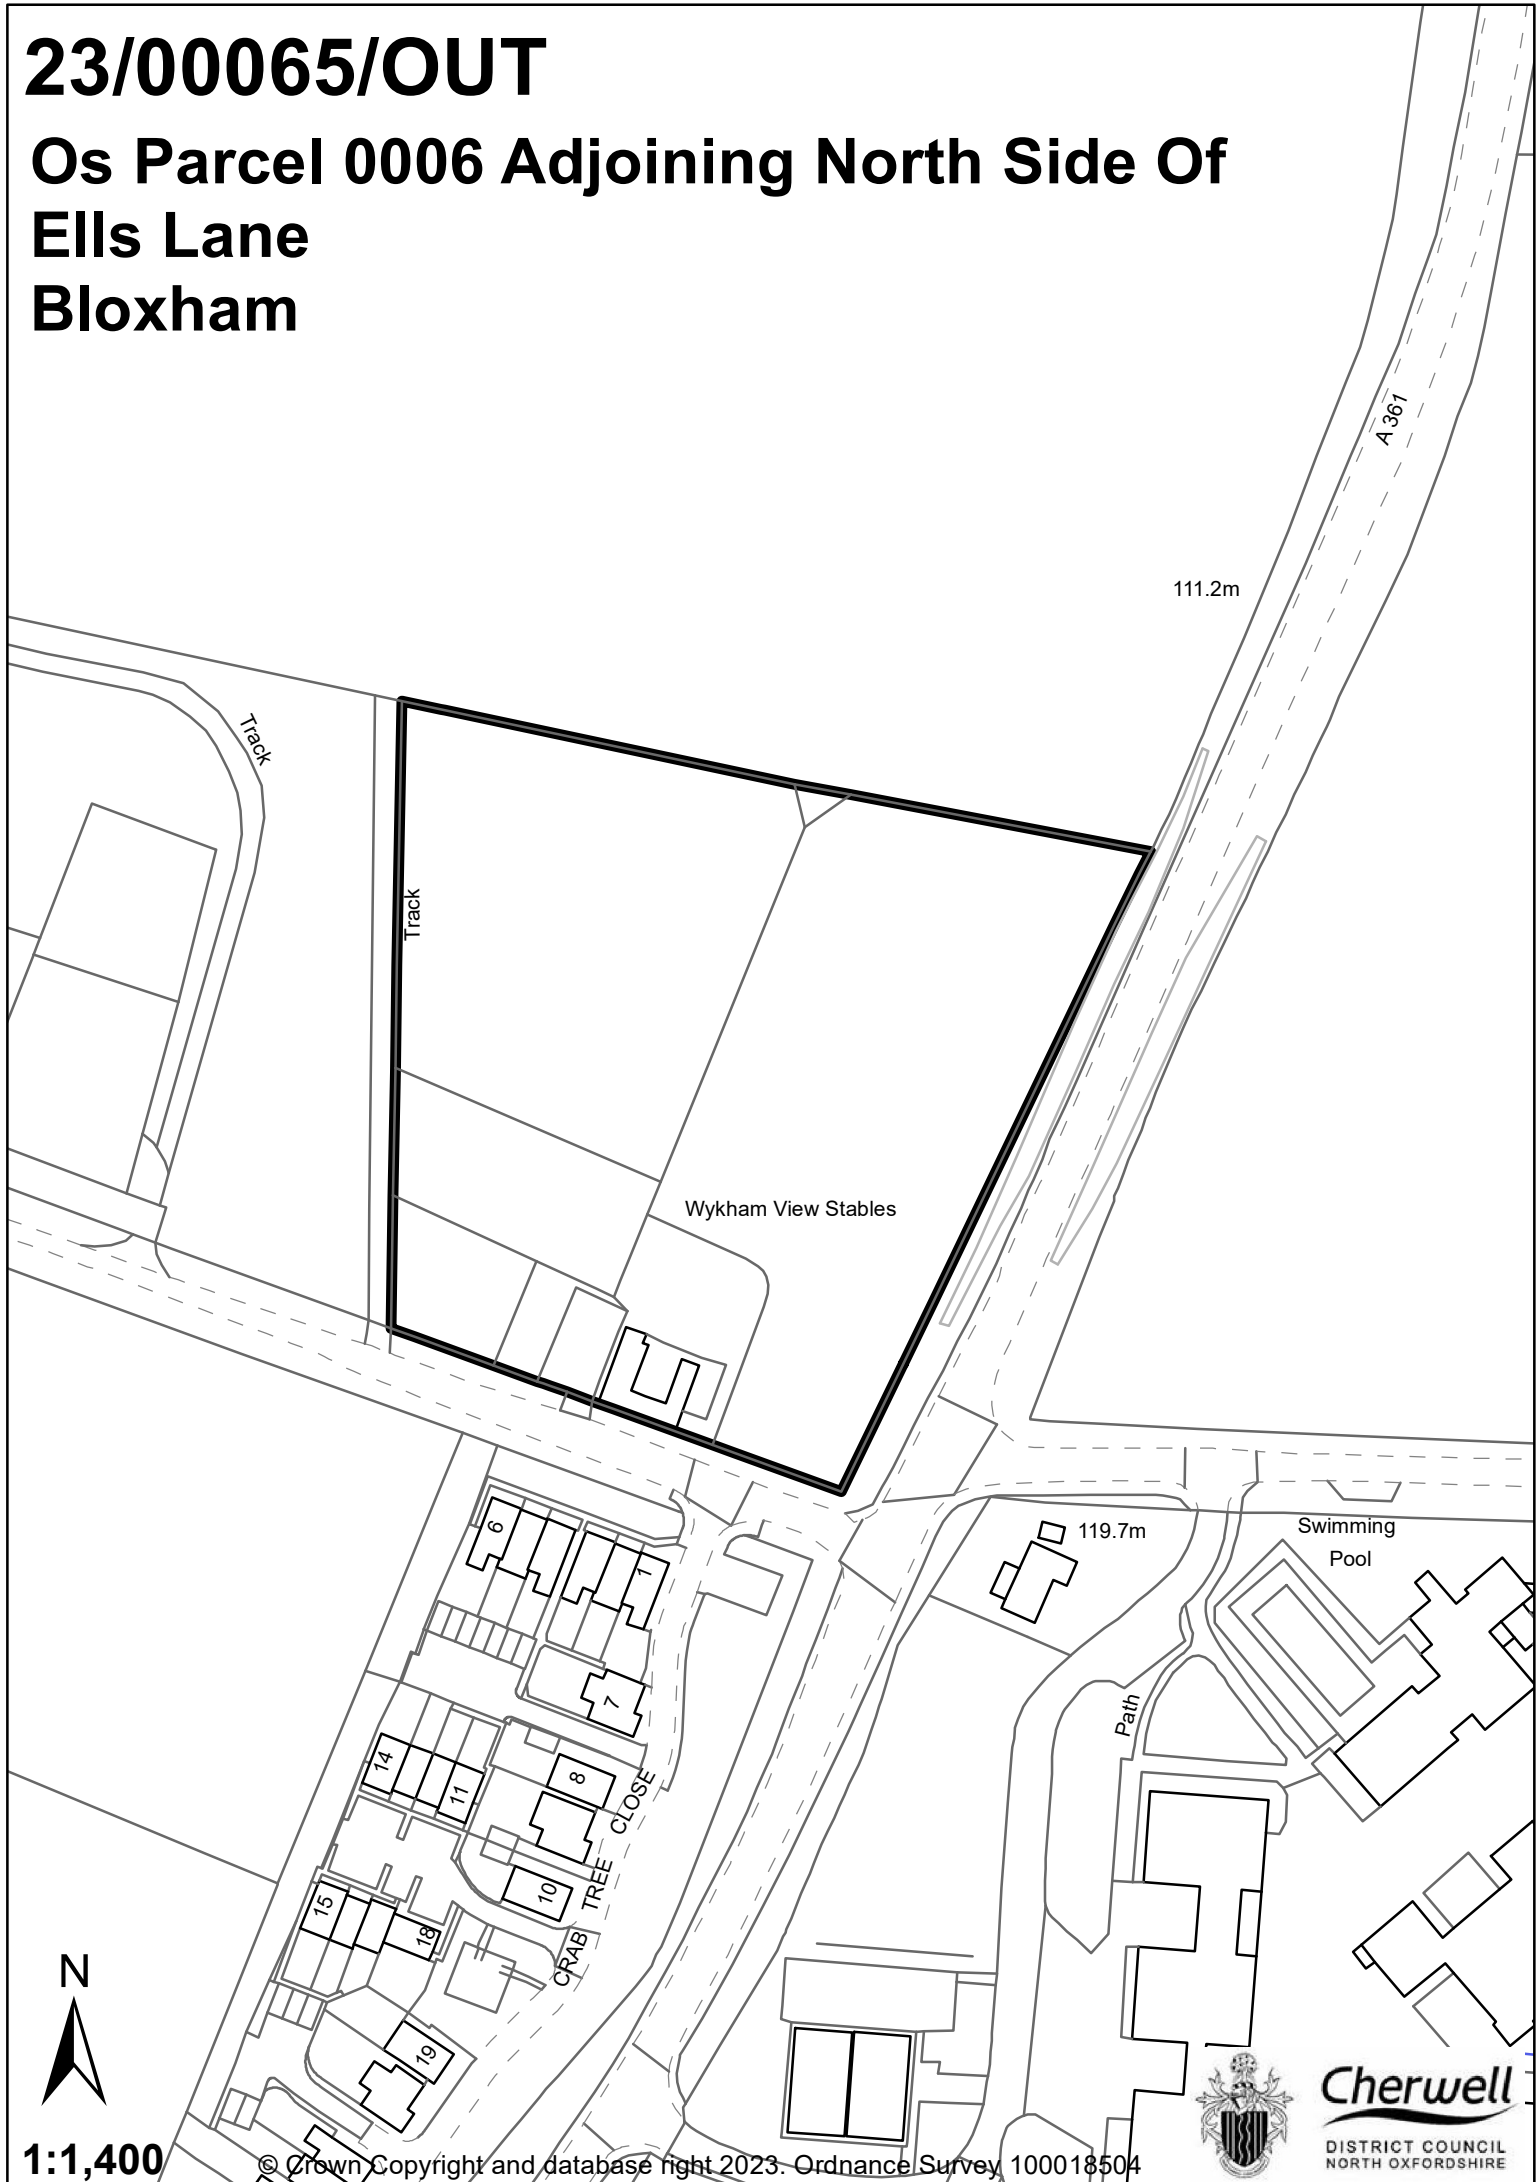 23/00065/OUT
Os Parcel 0006 Adjoining North Side Of
Ells Lane
Bloxham
A 361
111.2m
Track
Track
Wykham View Stables
6
1
119.7m
Swimming
Pool
7
Path
14
11
8
CRAB TREE CLOSE
10
15
18
19
N
1:1,400
© Crown Copyright and database right 2023. Ordnance Survey 100018504
Cherwell
DISTRICT COUNCIL
NORTH OXFORDSHIRE